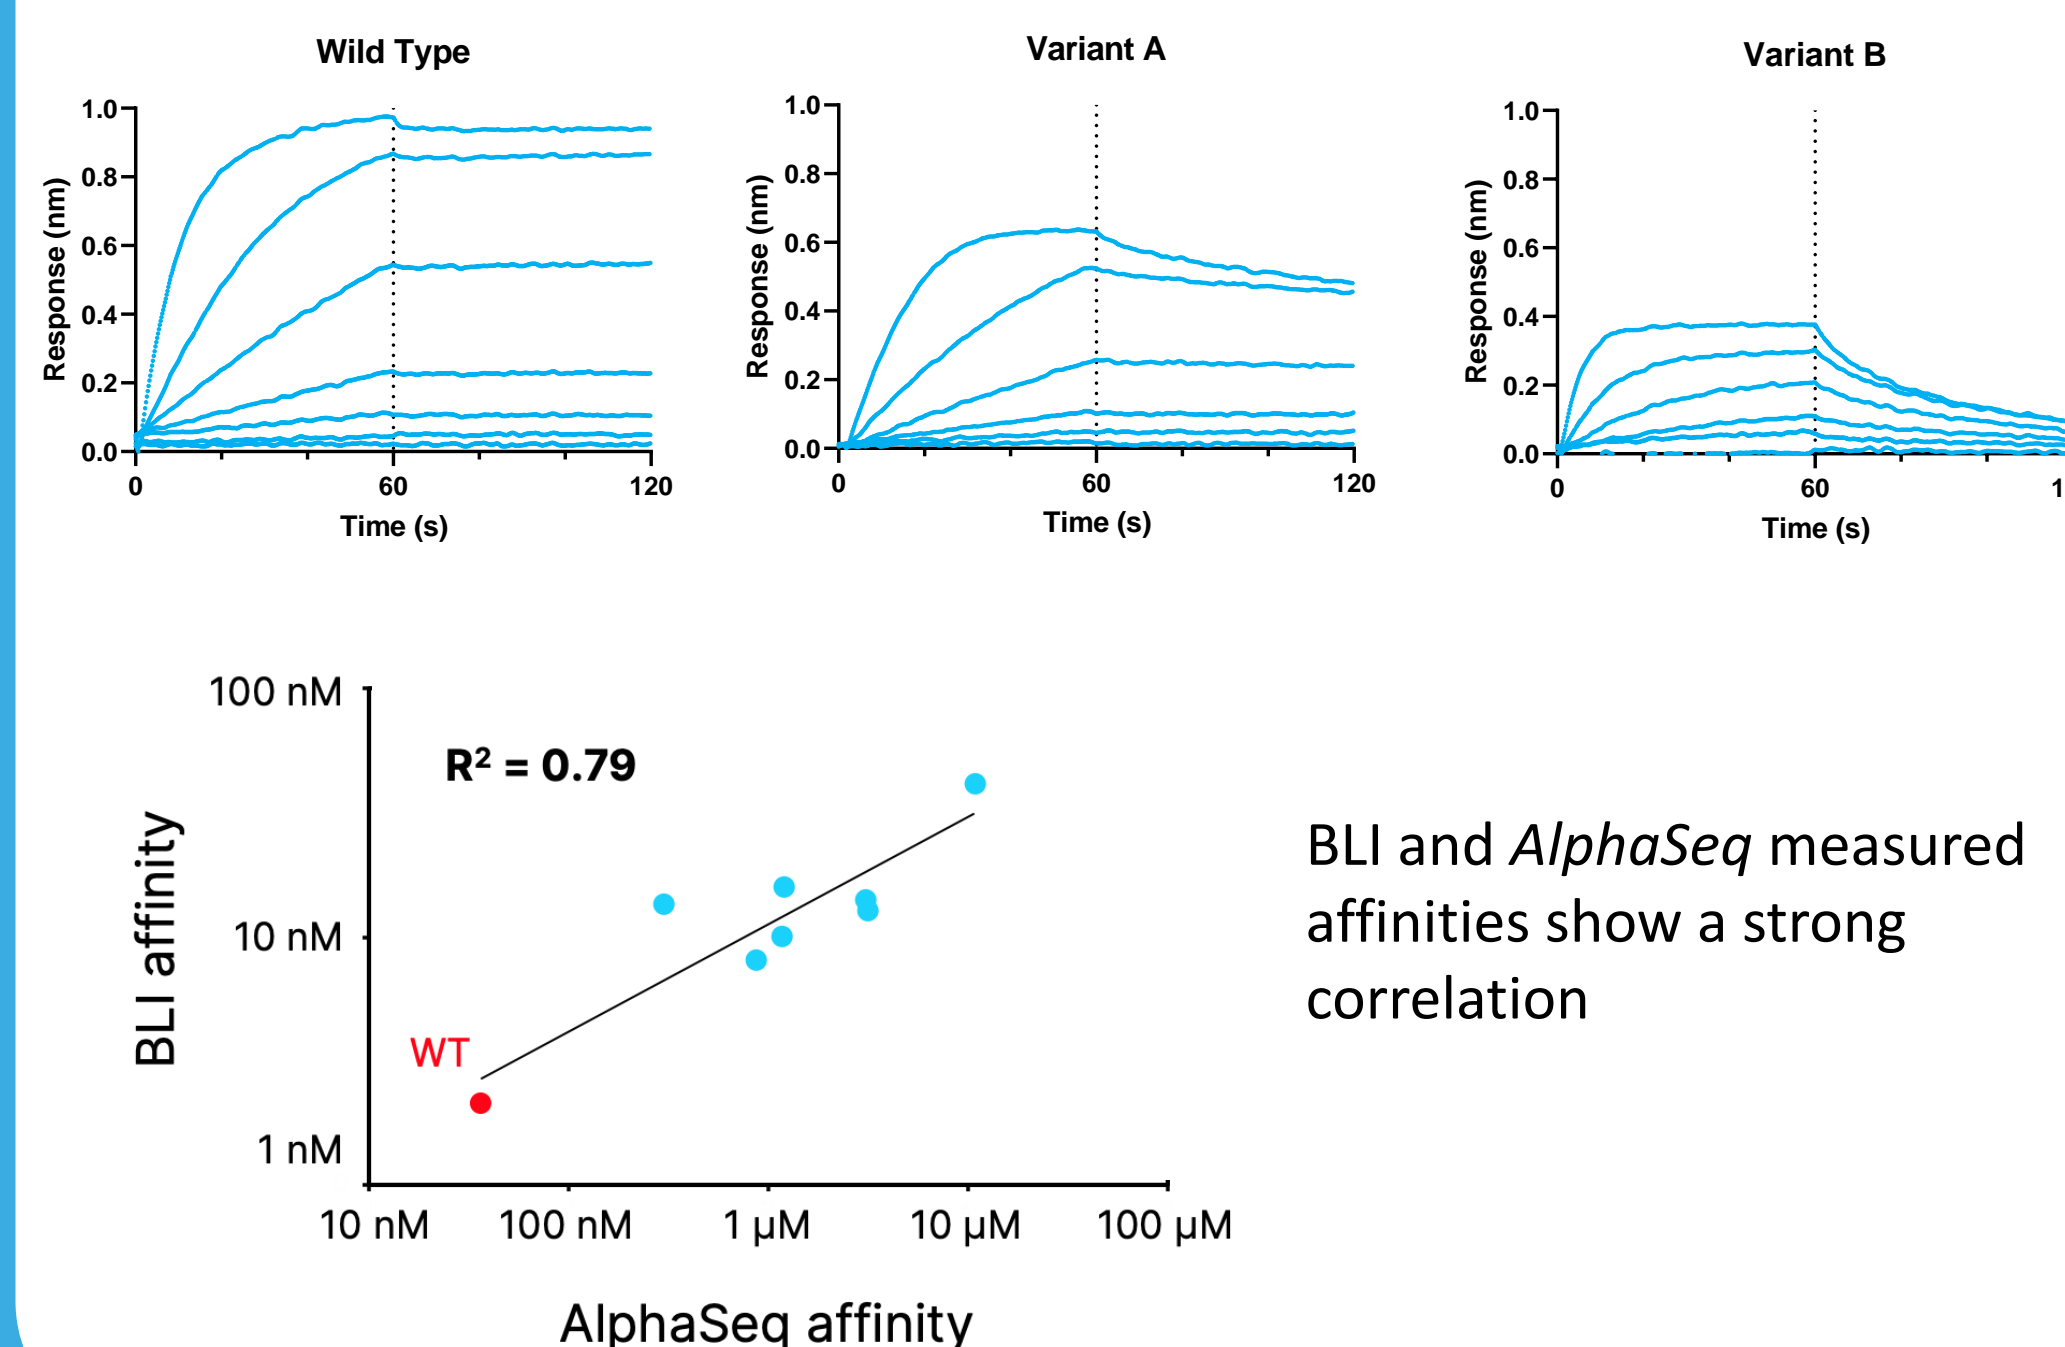 Wild Type
Variant A
Variant B
1.0
0.8
0.6
0.4
0.2
0.0
Response (nm)
0
60
120
Time (s)
1.0
0.8
0.6
0.4
0.2
0.0
Response (nm)
0
60
120
Time (s)
1.0
0.8
0.6
0.4
0.2
0.0
Response (nm)
0
60
1
Time (s)
100 nM
10 nM
1 nM
BLI affinity
R² = 0.79
WT
10 nM
100 nM
1 µM
10 µM
100 µM
AlphaSeq affinity
BLI and AlphaSeq measured
affinities show a strong
correlation